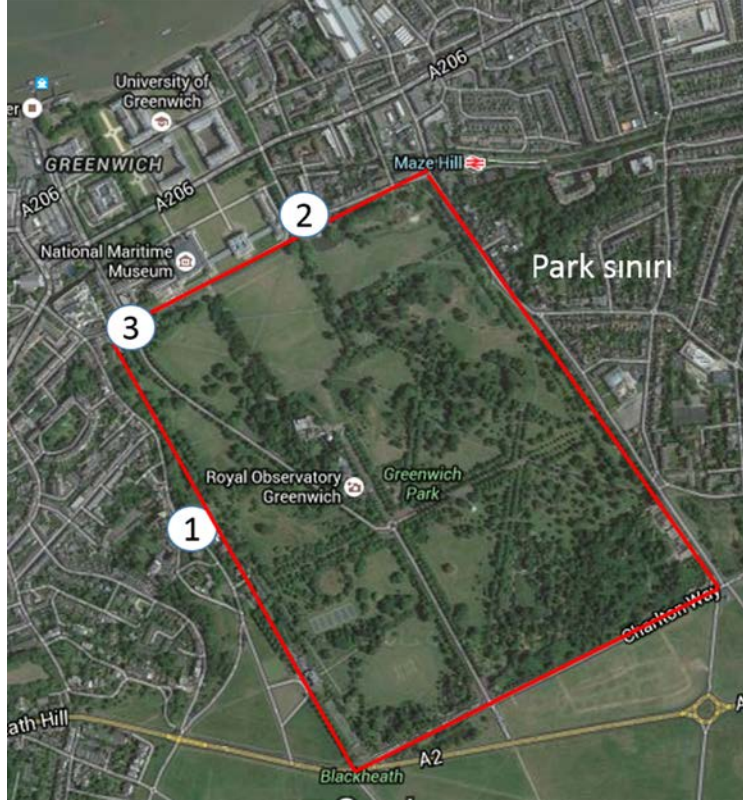 A206
University of
Greenwich
er
GREENWICH
Maze Hill
A206
A206
2
National Maritime
Museum
Park sınırı
3
Royal Observatory
Greenwich
Greenwich
Park
1
Charlton Way
ath Hill
A
A2
Blackheath